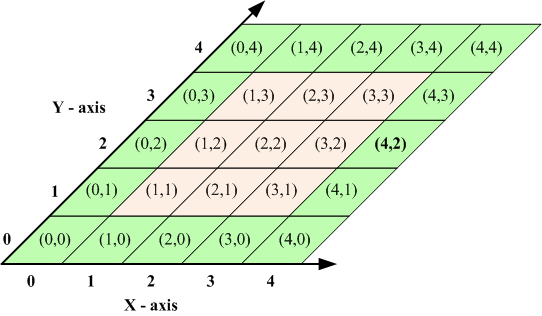 4 (0,4) (1,4) (2,4) (3,4) (4,4)
3 (0,3) (1,3) (2,3) (3,3) (4,3)
Y - axis
2 (0,2) (1,2) (2,2) (3,2) (4,2)
1 (0,1) (1,1) (2,1) (3,1) (4,1)
0 (0,0) (1,0) (2,0) (3,0) (4,0)
0 1 2 3 4
X - axis